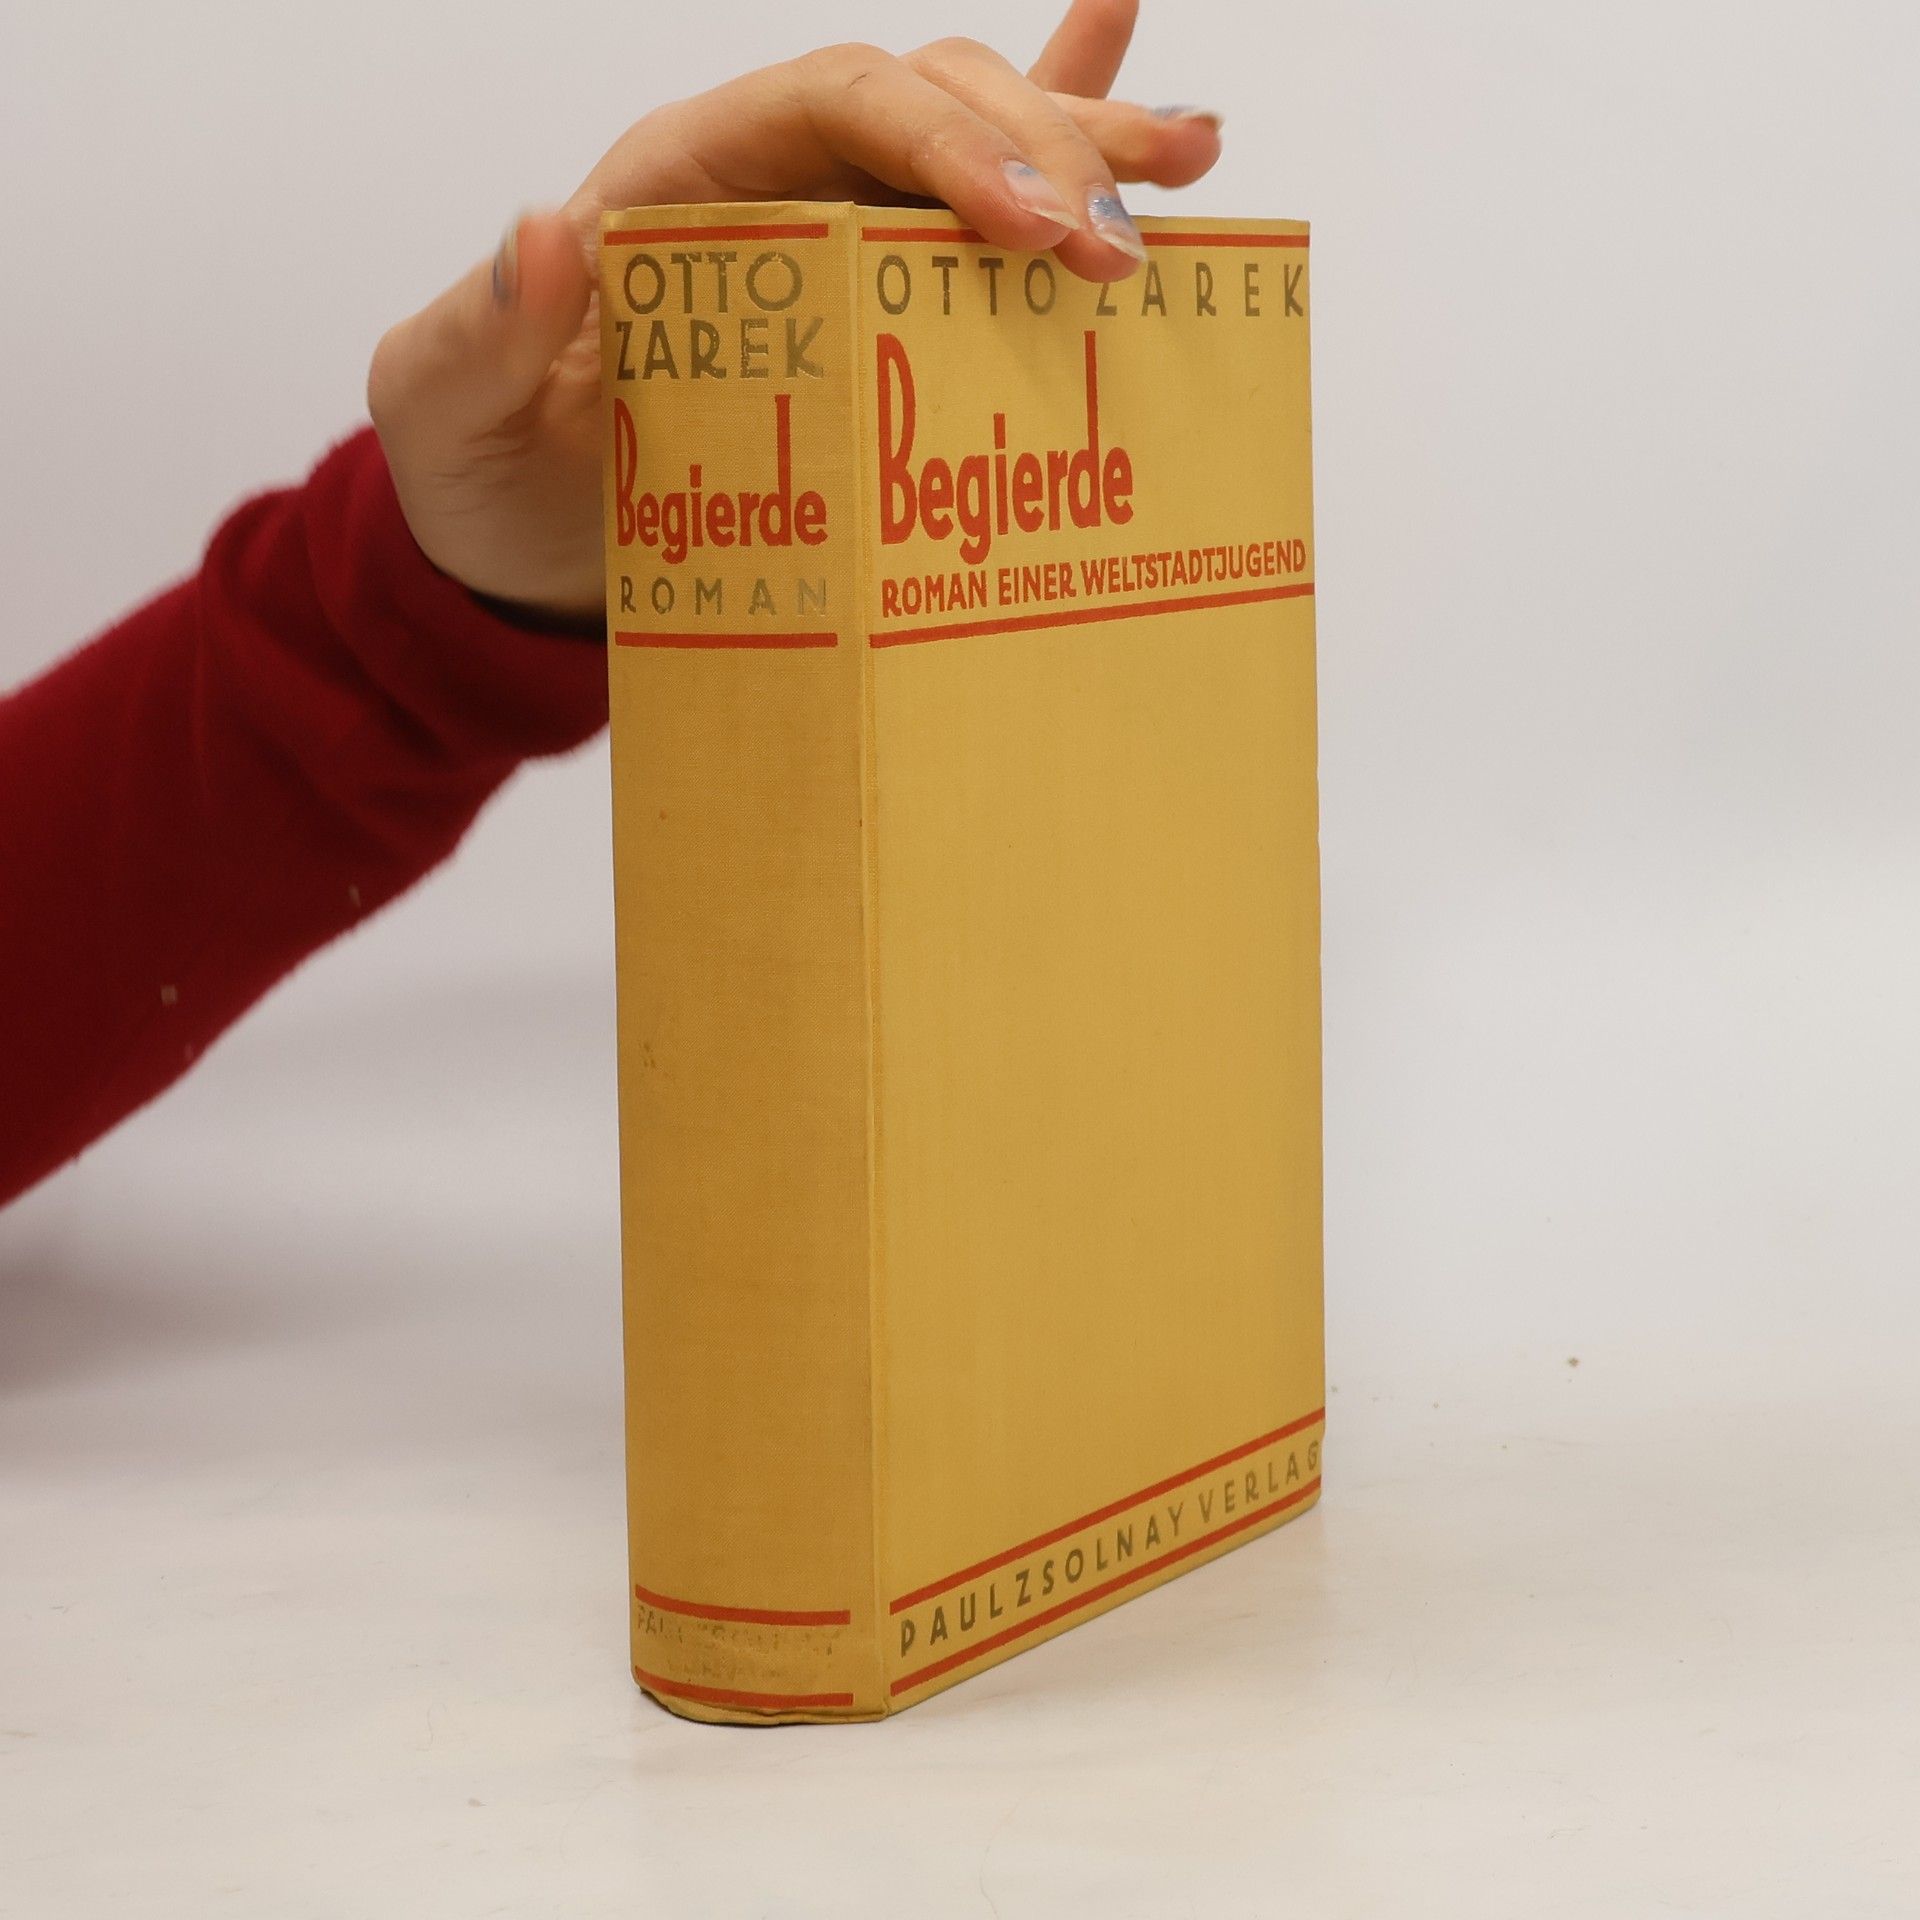 OTTO
ZAREK
Begierde
ROMAN
OTTO ZAREK
Begierde
ROMAN EINER WELTSTADTJUGEND
PAUL ZSOLNAY VERLAG